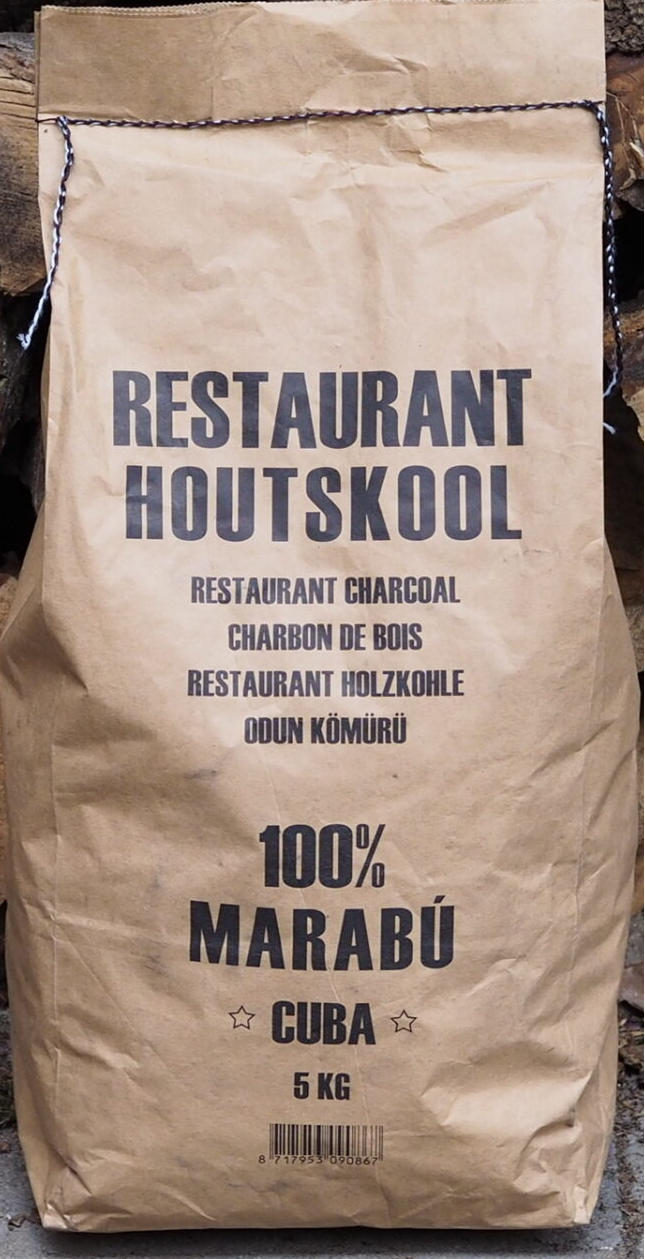 RESTAURANT
HOUTSKOOL
RESTAURANT CHARCOAL
CHARBON DE BOIS
RESTAURANT HOLZKOHLE
ODUN KÖMÜRÜ
100%
MARABÚ
CUBA
5 KG
8 717953 090867